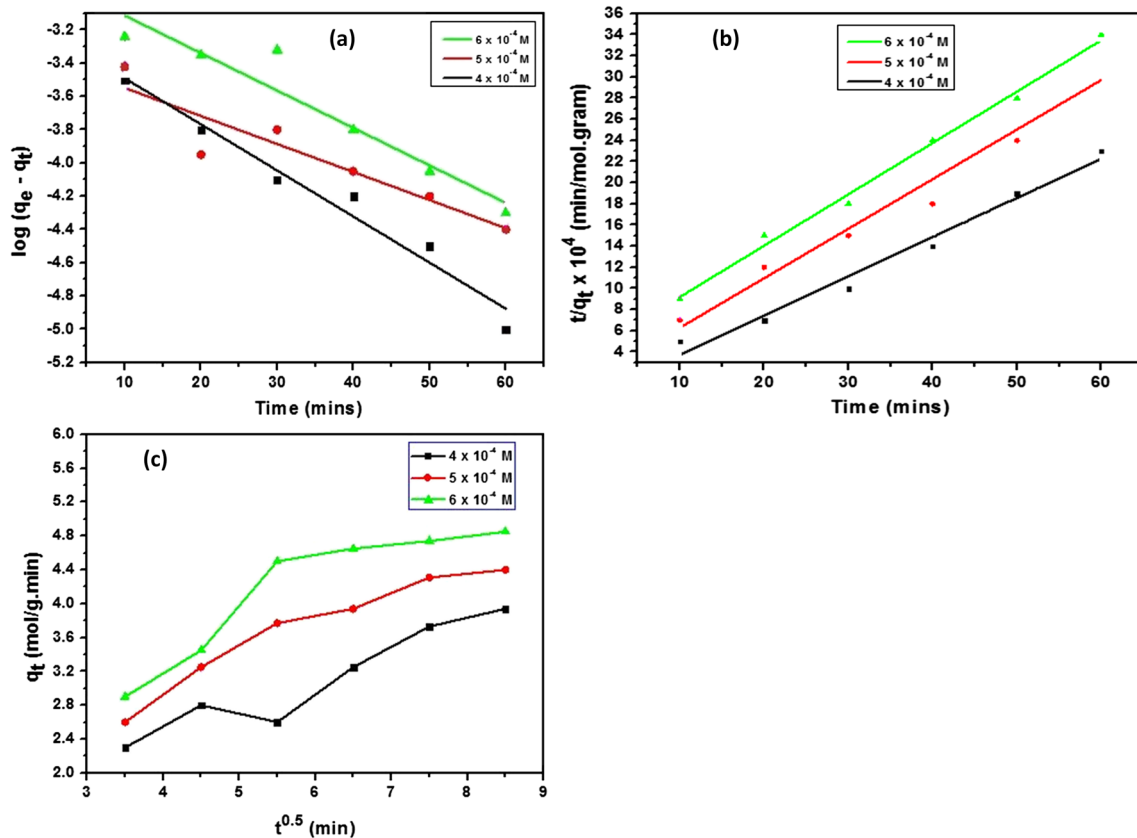 (a)
6 x 10⁻⁴ M
5 x 10⁻⁴ M
4 x 10⁻⁴ M
-3.2
-3.4
-3.6
-3.8
-4.0
-4.2
-4.4
-4.6
-4.8
-5.0
-5.2
log (qₑ - qₜ)
10 20 30 40 50 60
Time (mins)
(b)
6 x 10⁻⁴ M
5 x 10⁻⁴ M
4 x 10⁻⁴ M
36
34
32
30
28
26
24
22
20
18
16
14
12
10
8
6
4
t/qₜ x 10⁴ (min/mol.gram)
10 20 30 40 50 60
Time (mins)
(c)
4 x 10⁻⁴ M
5 x 10⁻⁴ M
6 x 10⁻⁴ M
6.0
5.6
5.2
4.8
4.4
4.0
3.6
3.2
2.8
2.4
2.0
qₜ (mol/g.min)
3 4 5 6 7 8 9
t⁰·⁵ (min)